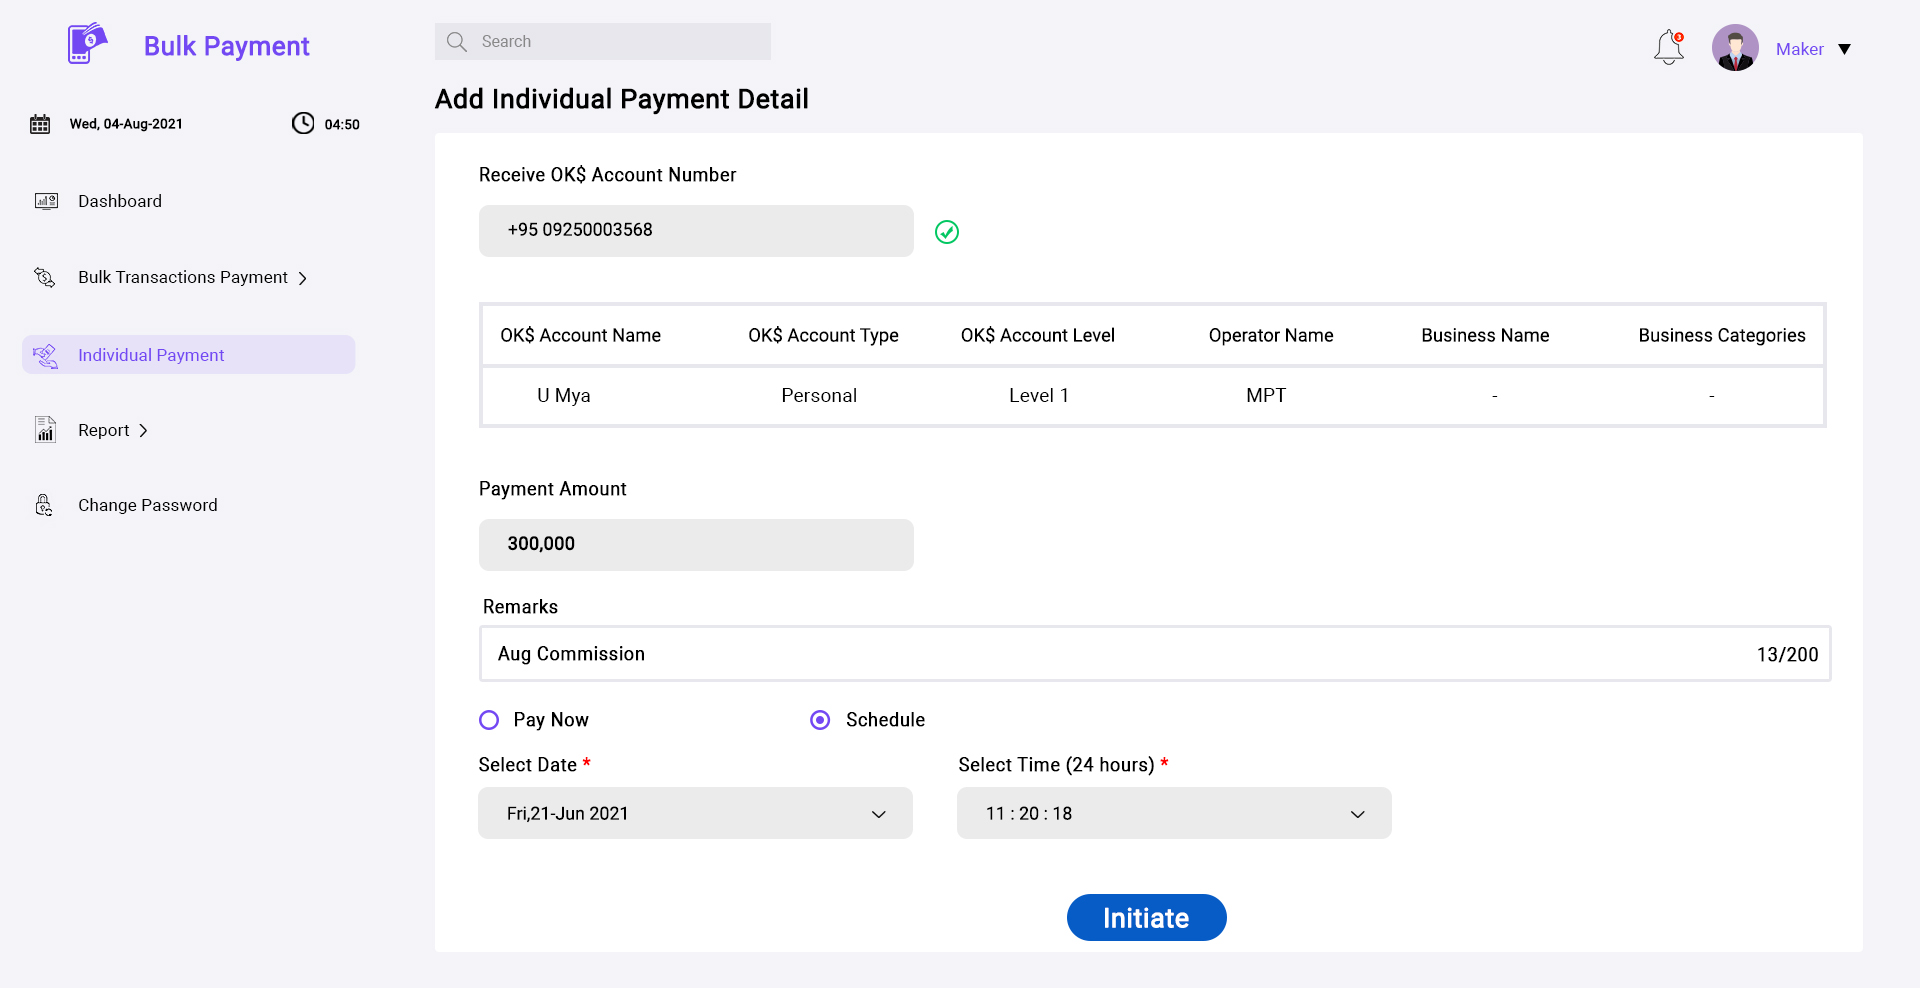 Bulk Payment
Search
3
Maker
Wed, 04-Aug-2021
04:50
Dashboard
Bulk Transactions Payment
Individual Payment
Report
Change Password
Add Individual Payment Detail
Receive OK$ Account Number
+95 09250003568
OK$ Account Name OK$ Account Type OK$ Account Level Operator Name Business Name Business Categories
U Mya Personal Level 1 MPT - -
Payment Amount
300,000
Remarks
Aug Commission 13/200
Pay Now Schedule
Select Date * Select Time (24 hours) *
Fri,21-Jun 2021 11 : 20 : 18
Initiate